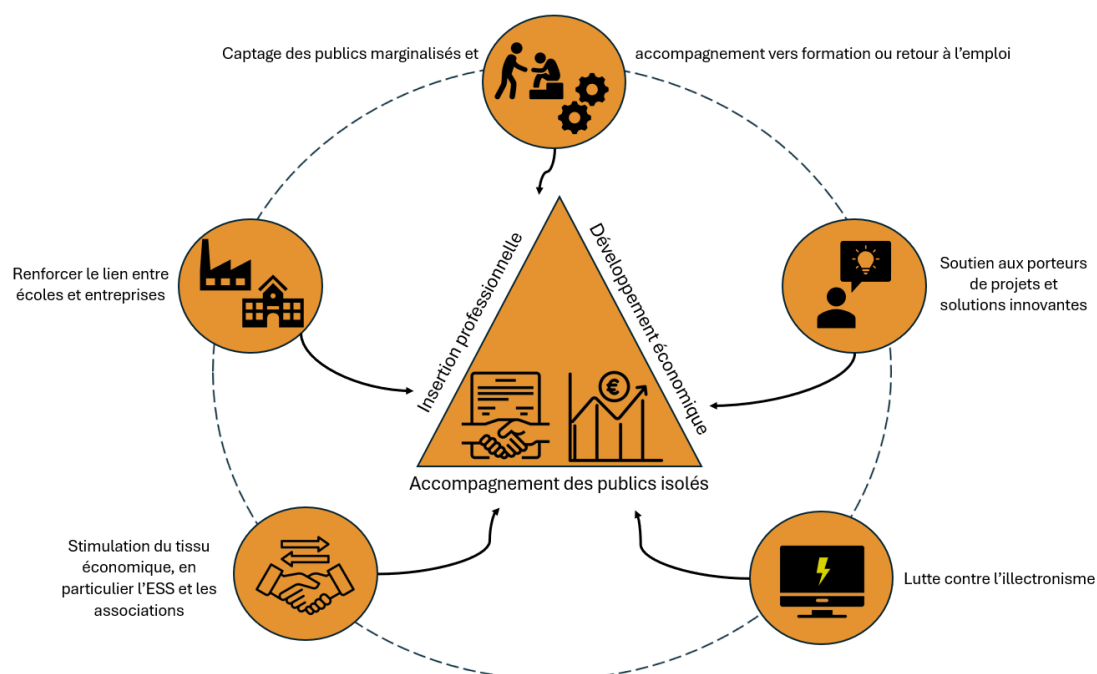 Captage des publics marginalisés et
accompagnement vers formation ou retour à l’emploi
Renforcer le lien entre
écoles et entreprises
Insertion professionnelle
Développement économique
Soutien aux porteurs
de projets et
solutions innovantes
€
Accompagnement des publics isolés
Stimulation du tissu
économique, en
particulier l’ESS et les
associations
Lutte contre l’illectronisme